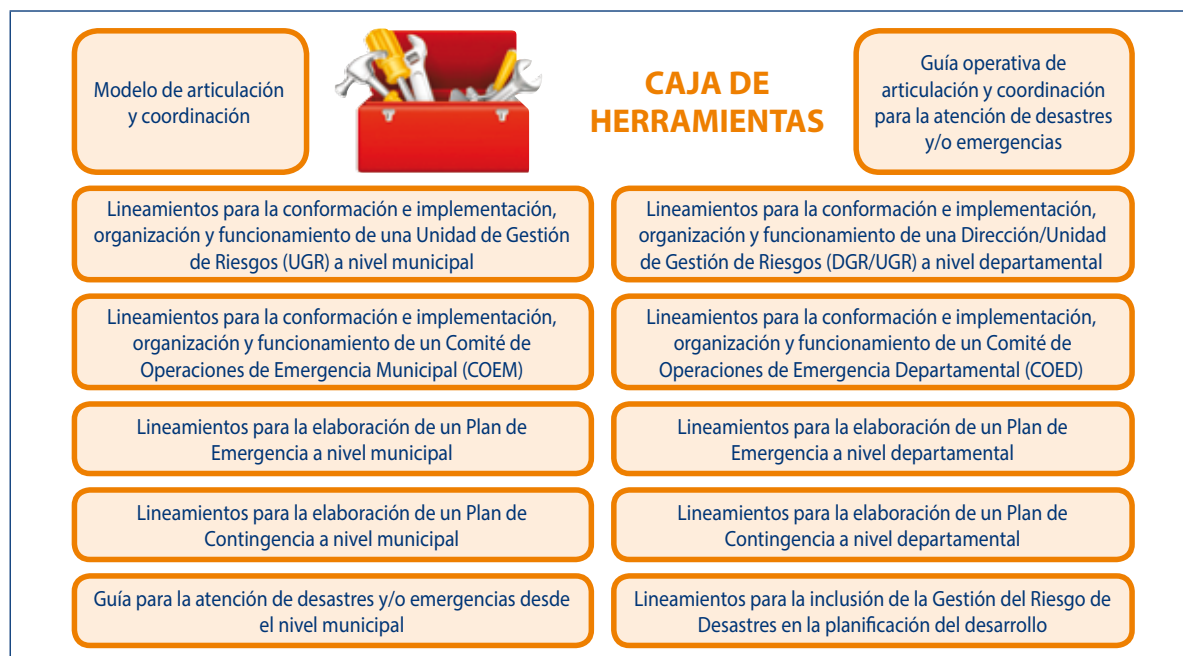 Modelo de articulación
y coordinación
CAJA DE
HERRAMIENTAS
Guía operativa de
articulación y coordinación
para la atención de desastres
y/o emergencias
Lineamientos para la conformación e implementación,
organización y funcionamiento de una Unidad de Gestión
de Riesgos (UGR) a nivel municipal
Lineamientos para la conformación e implementación,
organización y funcionamiento de una Dirección/Unidad
de Gestión de Riesgos (DGR/UGR) a nivel departamental
Lineamientos para la conformación e implementación,
organización y funcionamiento de un Comité de
Operaciones de Emergencia Municipal (COEM)
Lineamientos para la conformación e implementación,
organización y funcionamiento de un Comité de
Operaciones de Emergencia Departamental (COED)
Lineamientos para la elaboración de un Plan de
Emergencia a nivel municipal
Lineamientos para la elaboración de un Plan de
Emergencia a nivel departamental
Lineamientos para la elaboración de un Plan de
Contingencia a nivel municipal
Lineamientos para la elaboración de un Plan de
Contingencia a nivel departamental
Guía para la atención de desastres y/o emergencias desde
el nivel municipal
Lineamientos para la inclusión de la Gestión del Riesgo de
Desastres en la planificación del desarrollo